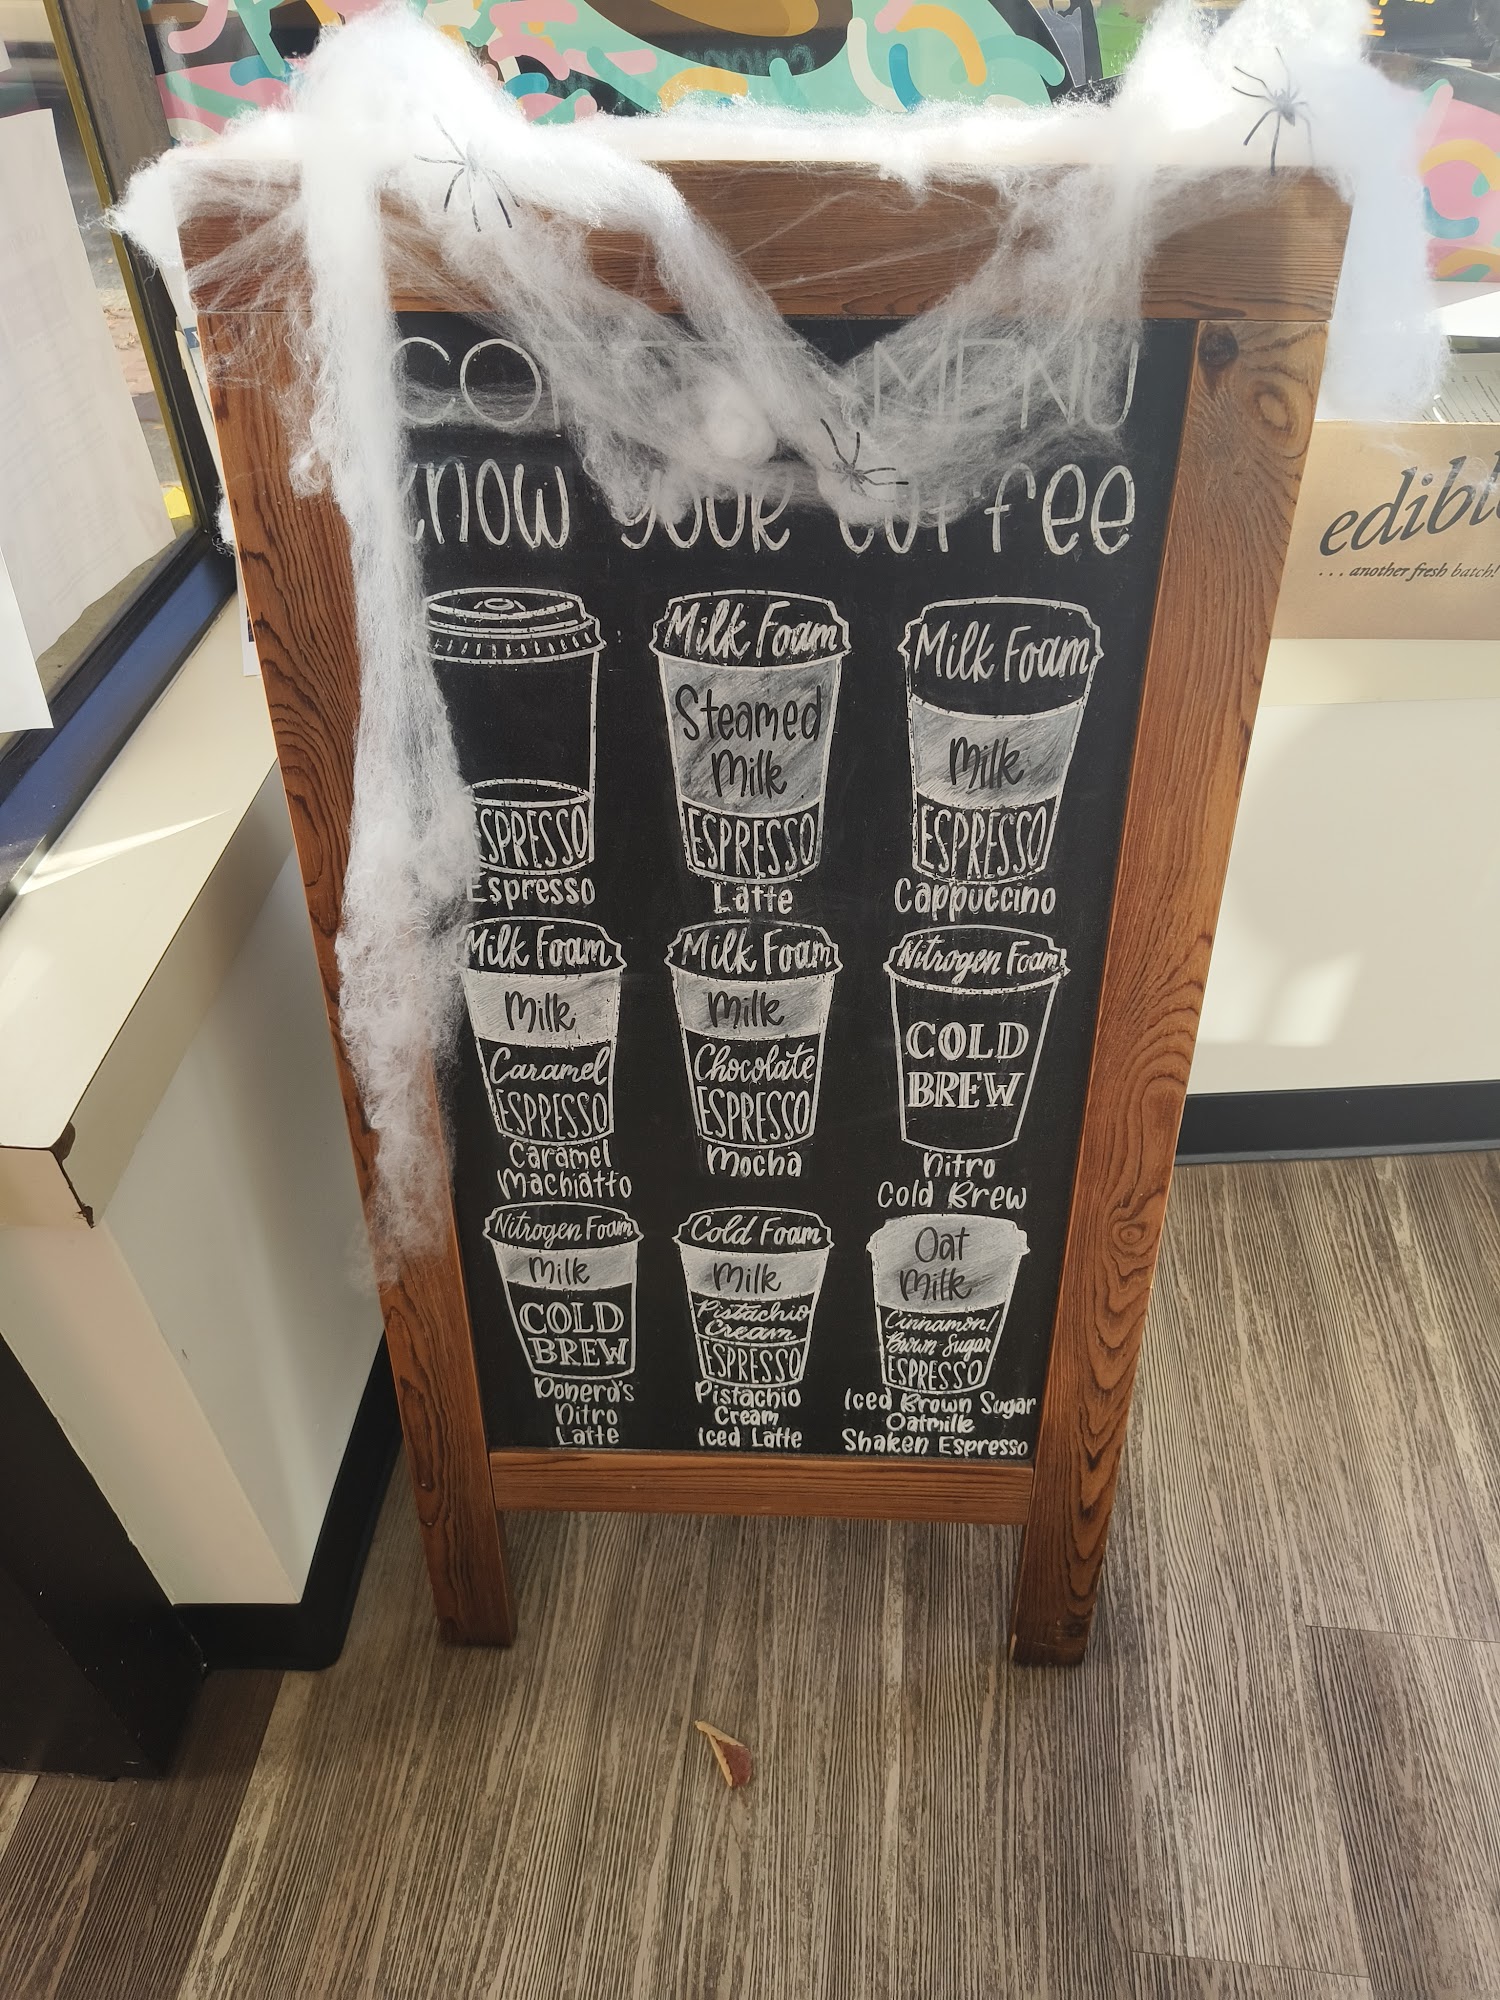 MENU
your coffee
Milk Foam
Steamed
Milk
ESPRESSO
Milk Foam
Milk
ESPRESSO
ESPRESSO
Espresso
Latte
Cappuccino
Milk Foam
Milk
Caramel
ESPRESSO
Caramel
Machiatto
Milk Foam
Milk
Chocolate
ESPRESSO
Mocha
Nitrogen Foam
COLD
BREW
Nitro
Cold Brew
Nitrogen Foam
Milk
COLD
BREW
Donero's
Nitro
Latte
Cold Foam
Milk
Pistachio
Cream
ESPRESSO
Pistachio
Cream
Iced Latte
Oat
Milk
Cinnamon/
Brown Sugar
ESPRESSO
Iced Brown Sugar
Oatmilk
Shaken Espresso
edibl
... another fresh batch!